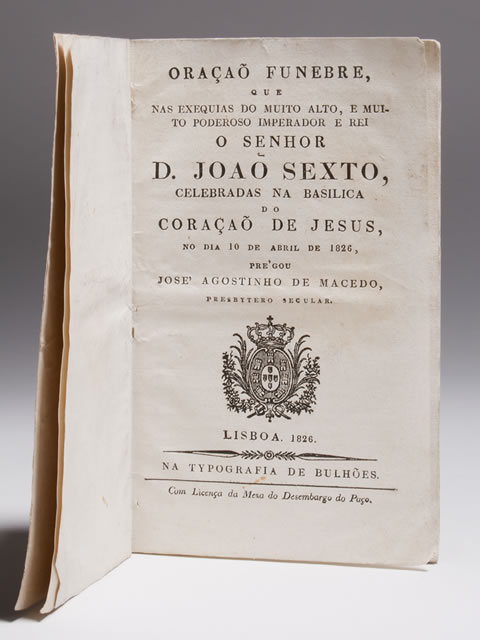 ORAÇAÕ FUNEBRE,
QUE
NAS EXEQUIAS DO MUITO ALTO, E MUI-
TO PODEROSO IMPERADOR E REI
O SENHOR
D. JOAÕ SEXTO,
CELEBRADAS NA BASILICA
DO
CORAÇAÕ DE JESUS,
NO DIA 10 DE ABRIL DE 1826,
PRE'GOU
JOSE' AGOSTINHO DE MACEDO,
PRESBYTERO SECULAR.
LISBOA. 1826.
NA TYPOGRAFIA DE BULHÕES.
Com Licença da Mesa do Desembargo do Paço.